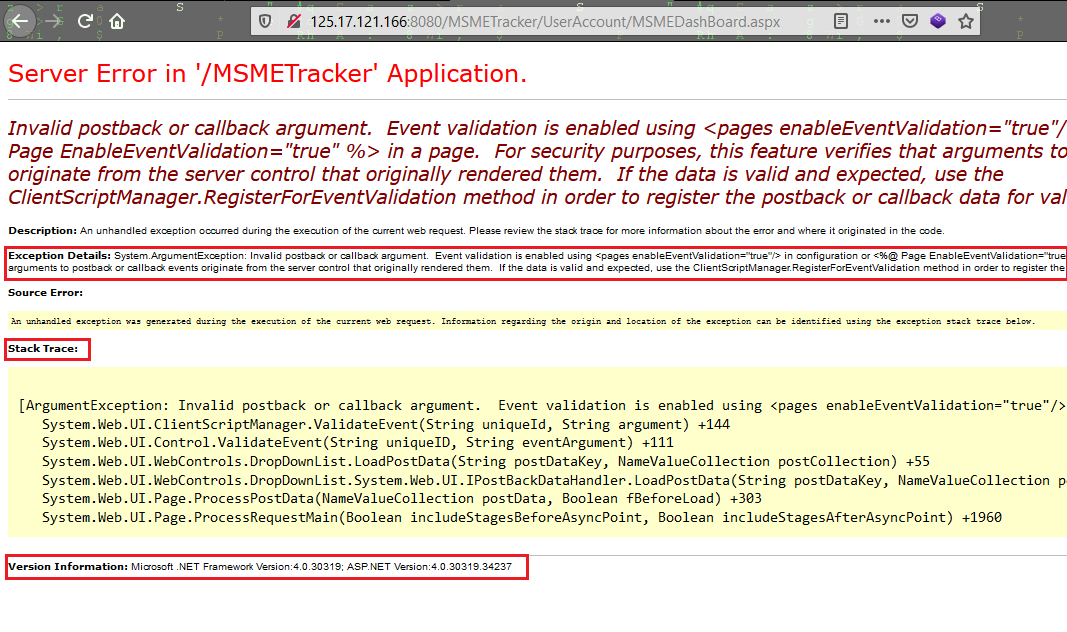 125.17.121.166:8080/MSMETracker/UserAccount/MSMEDashBoard.aspx
Server Error in '/MSMETracker' Application.
Invalid postback or callback argument.  Event validation is enabled using <pages enableEventValidation="true"/
Page EnableEventValidation="true" %> in a page.  For security purposes, this feature verifies that arguments to
originate from the server control that originally rendered them.  If the data is valid and expected, use the
ClientScriptManager.RegisterForEventValidation method in order to register the postback or callback data for val
Description: An unhandled exception occurred during the execution of the current web request. Please review the stack trace for more information about the error and where it originated in the code.
Exception Details: System.ArgumentException: Invalid postback or callback argument.  Event validation is enabled using <pages enableEventValidation="true"/> in configuration or <%@ Page EnableEventValidation="true
arguments to postback or callback events originate from the server control that originally rendered them.  If the data is valid and expected, use the ClientScriptManager.RegisterForEventValidation method in order to register the
Source Error:
An unhandled exception was generated during the execution of the current web request. Information regarding the origin and location of the exception can be identified using the exception stack trace below.
Stack Trace:
[ArgumentException: Invalid postback or callback argument.  Event validation is enabled using <pages enableEventValidation="true"/>
System.Web.UI.ClientScriptManager.ValidateEvent(String uniqueId, String argument) +144
System.Web.UI.Control.ValidateEvent(String uniqueID, String eventArgument) +111
System.Web.UI.WebControls.DropDownList.LoadPostData(String postDataKey, NameValueCollection postCollection) +55
System.Web.UI.WebControls.DropDownList.System.Web.UI.IPostBackDataHandler.LoadPostData(String postDataKey, NameValueCollection p
System.Web.UI.Page.ProcessPostData(NameValueCollection postData, Boolean fBeforeLoad) +303
System.Web.UI.Page.ProcessRequestMain(Boolean includeStagesBeforeAsyncPoint, Boolean includeStagesAfterAsyncPoint) +1960
Version Information: Microsoft .NET Framework Version:4.0.30319; ASP.NET Version:4.0.30319.34237